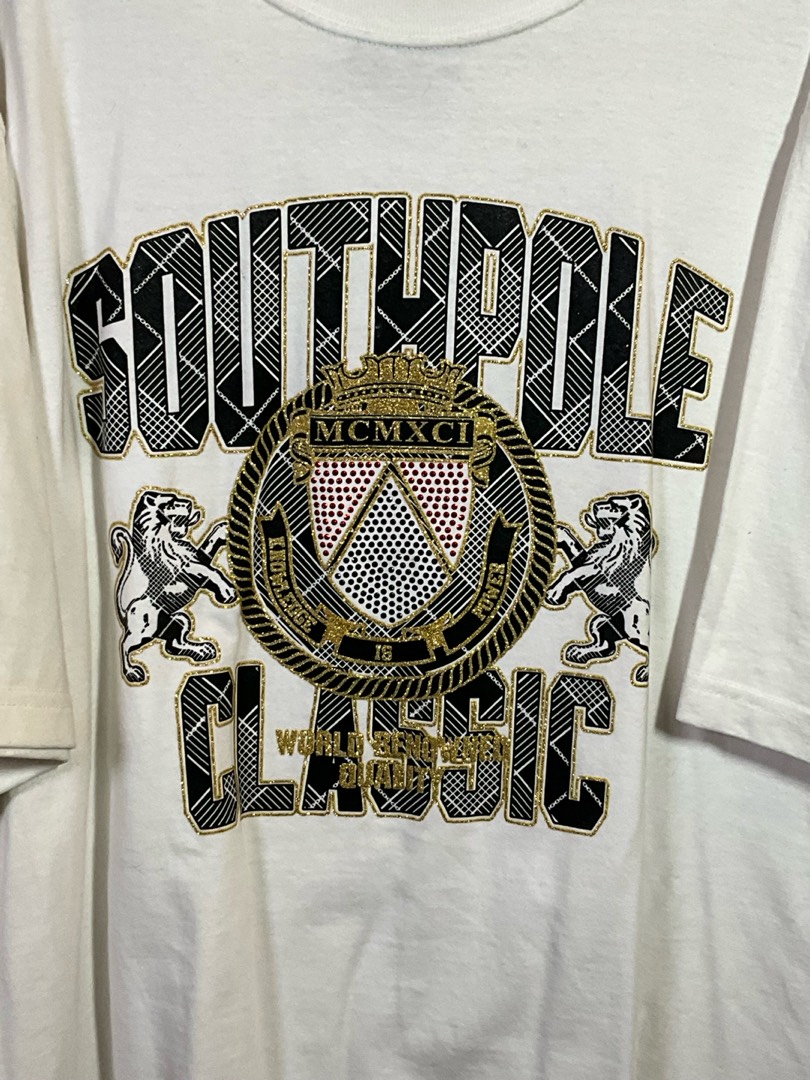 SOUTHPOLE
MCMXCI
KNOWLEDGE
IS
POWER
CLASSIC
WORLD RENOWNED
QUALITY